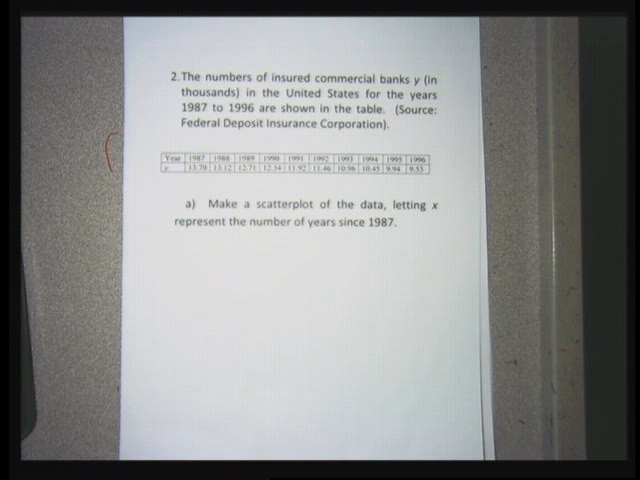 2.The numbers of insured commercial banks y (in
thousands) in the United States for the years
1987 to 1996 are shown in the table. (Source:
Federal Deposit Insurance Corporation).
Year 1987 1988 1989 1990 1991 1992 1993 1994 1995 1996
y 13.70 13.12 12.71 12.34 11.92 11.46 10.96 10.45 9.94 9.53
a) Make a scatterplot of the data, letting x
represent the number of years since 1987.